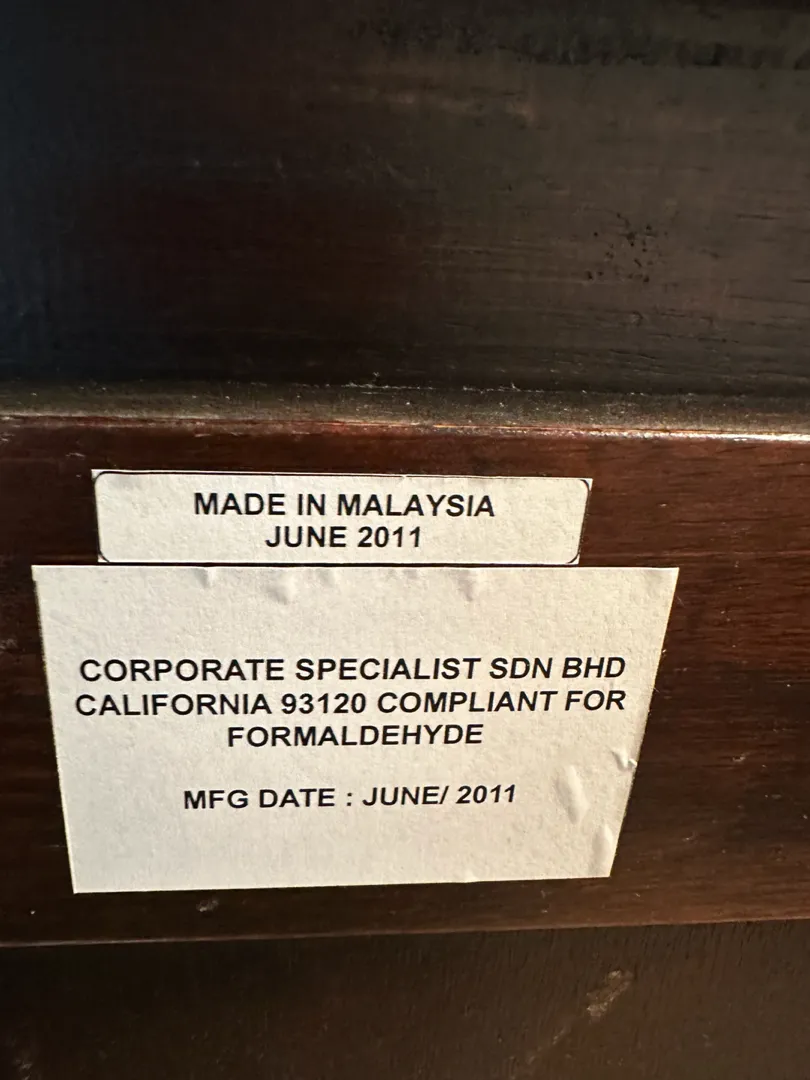 MADE IN MALAYSIA
JUNE 2011
CORPORATE SPECIALIST SDN BHD
CALIFORNIA 93120 COMPLIANT FOR
FORMALDEHYDE
MFG DATE : JUNE/ 2011